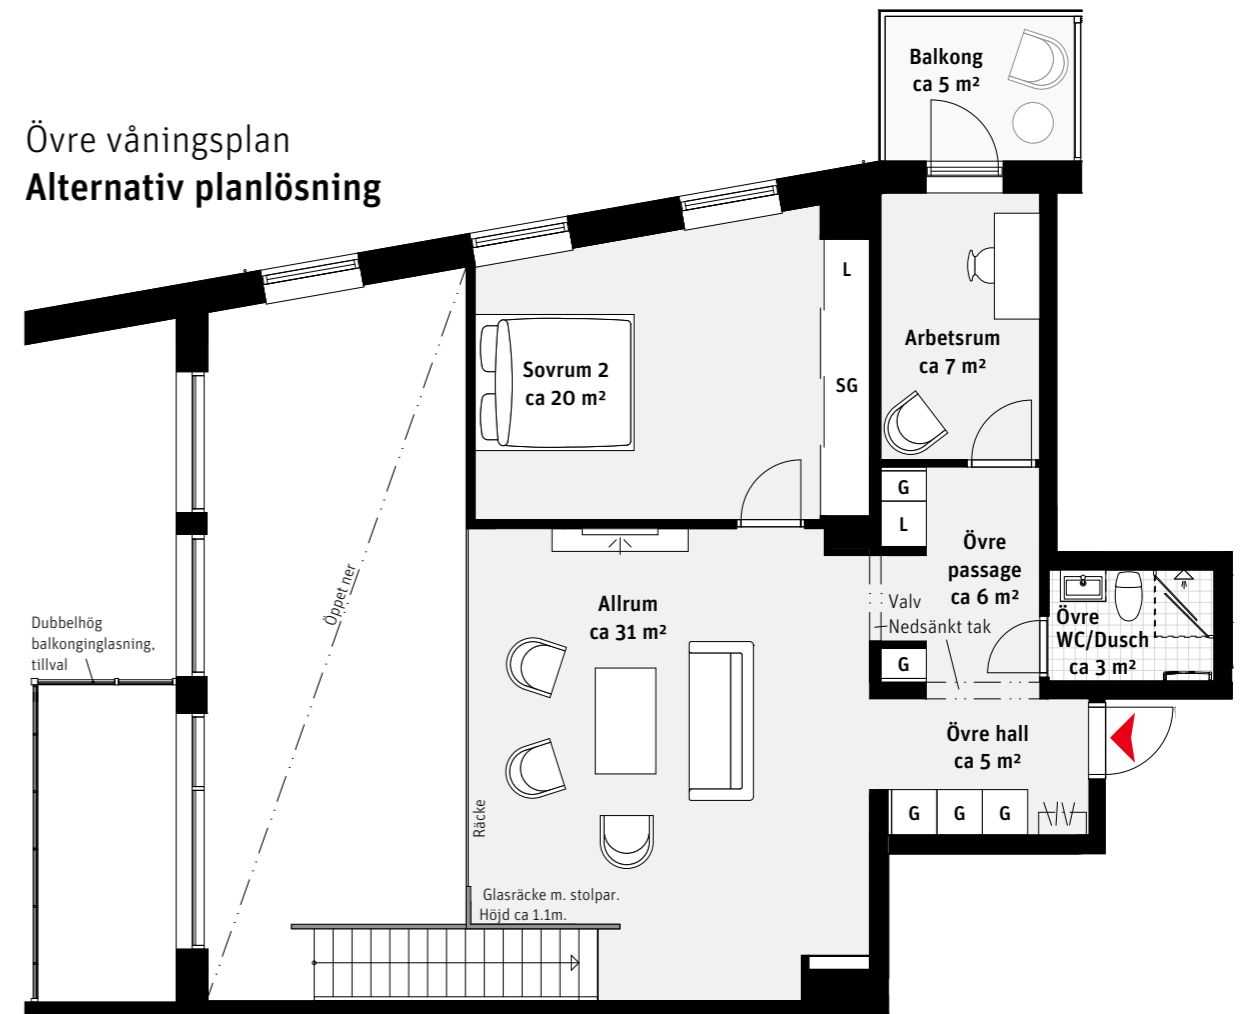 Övre våningsplan
Alternativ planlösning
Balkong
ca 5 m²
L
SG
Arbetsrum
ca 7 m²
Sovrum 2
ca 20 m²
G
L
Övre
passage
ca 6 m²
Öppet ner
Allrum
ca 31 m²
Valv
Nedsänkt tak
Övre
WC/Dusch
ca 3 m²
Dubbelhög
balkonginglasning,
tillval
G
Övre hall
ca 5 m²
Räcke
G
G
G
Glasräcke m. stolpar.
Höjd ca 1.1m.